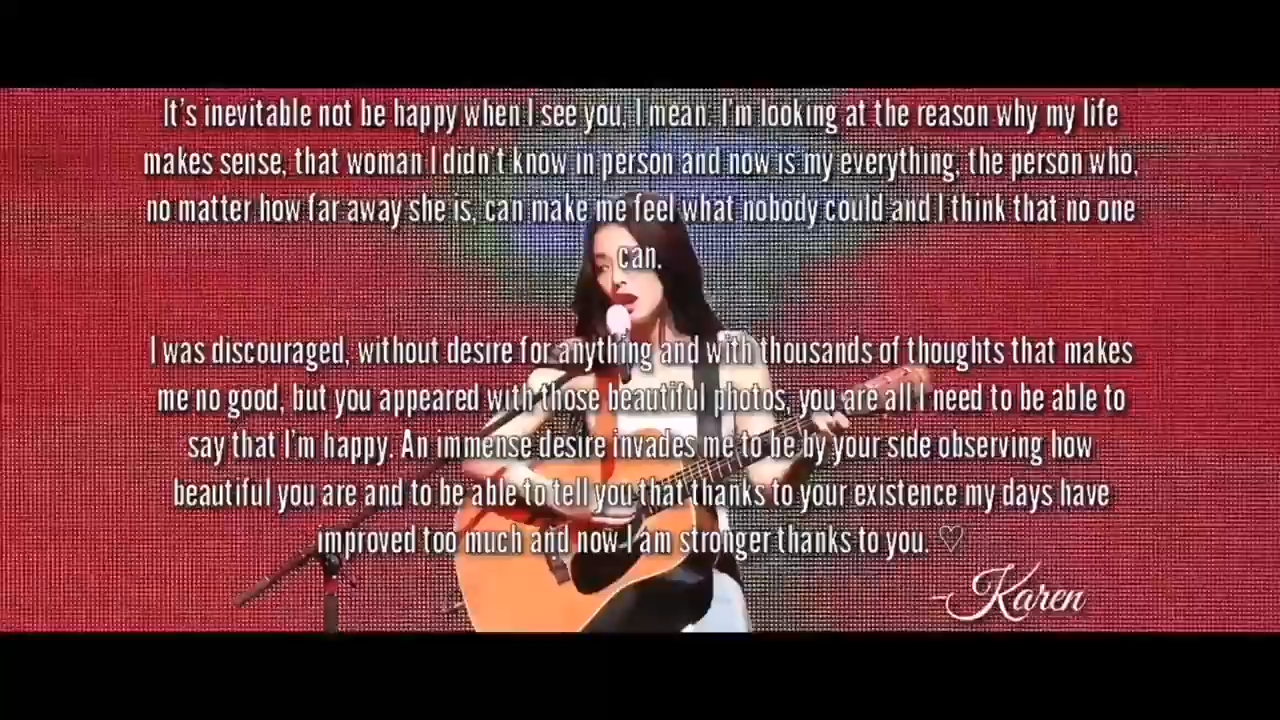 It's inevitable not be happy when I see you, I mean: I'm looking at the reason why my life
makes sense, that woman I didn't know in person and now is my everything, the person who,
no matter how far away she is, can make me feel what nobody could and I think that no one
can.
I was discouraged, without desire for anything and with thousands of thoughts that makes
me no good, but you appeared with those beautiful photos, you are all I need to be able to
say that I'm happy. An immense desire invades me to be by your side observing how
beautiful you are and to be able to tell you that thanks to your existence my days have
improved too much and now I am stronger thanks to you. ♡
-Karen